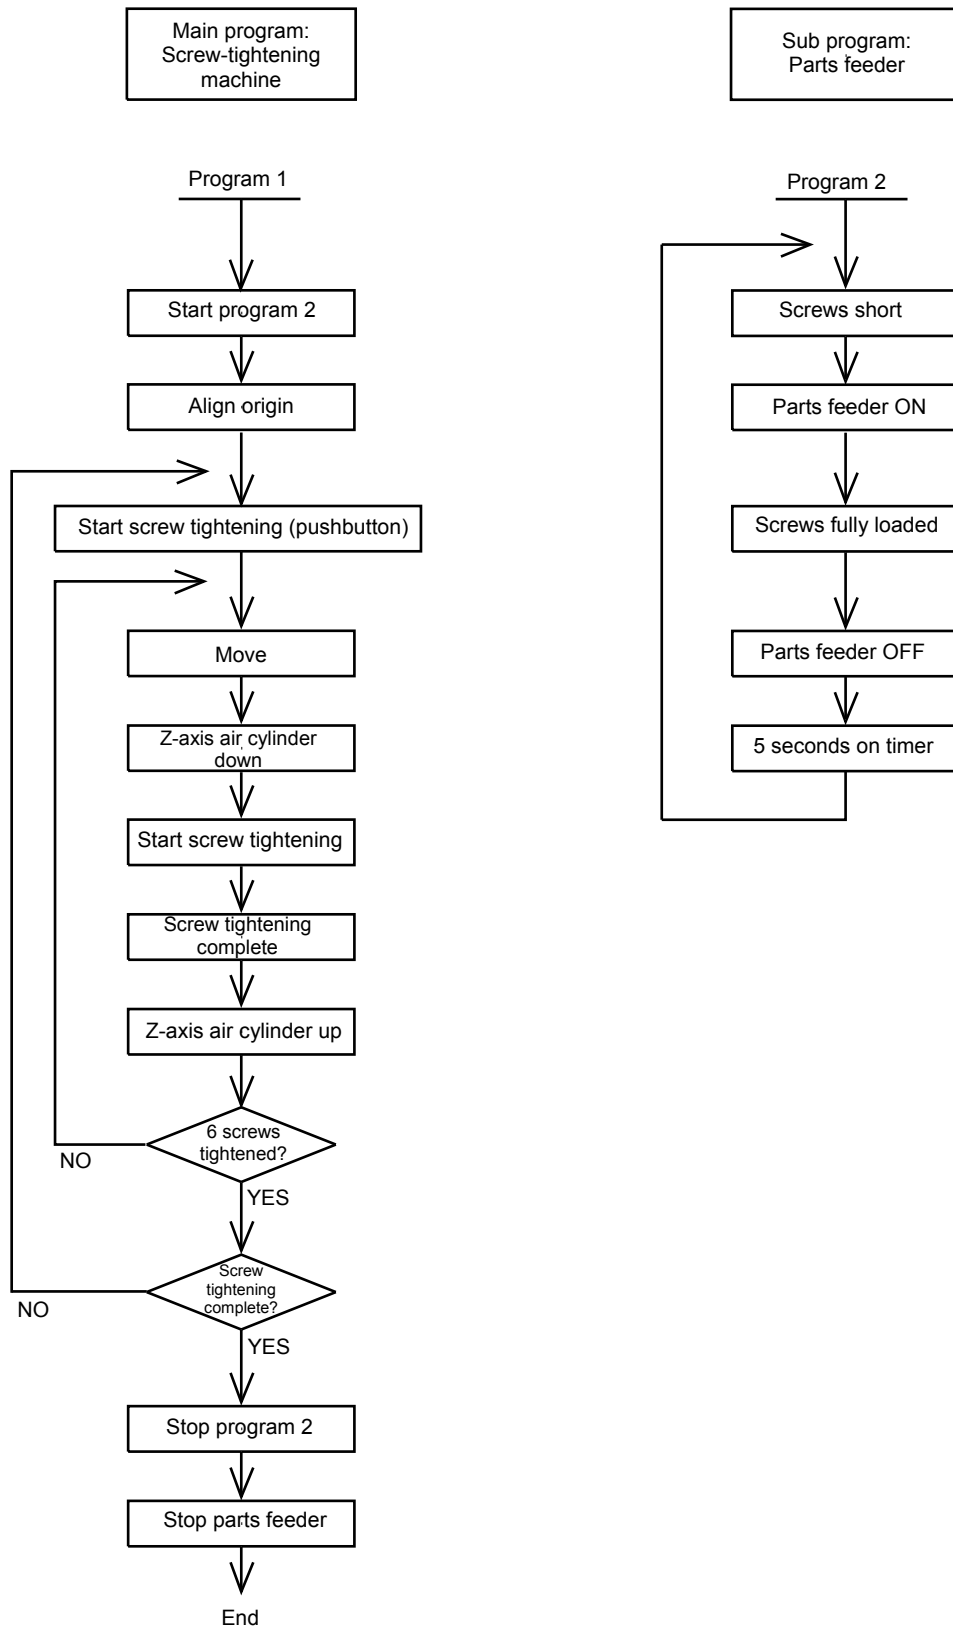 Main program:
Screw-tightening
machine
Program 1
Start program 2
Align origin
Start screw tightening (pushbutton)
Move
Z-axis air cylinder
down
Start screw tightening
Screw tightening
complete
Z-axis air cylinder up
6 screws
tightened?
NO
YES
Screw
tightening
complete?
NO
YES
Stop program 2
Stop parts feeder
End
Sub program:
Parts feeder
Program 2
Screws short
Parts feeder ON
Screws fully loaded
Parts feeder OFF
5 seconds on timer